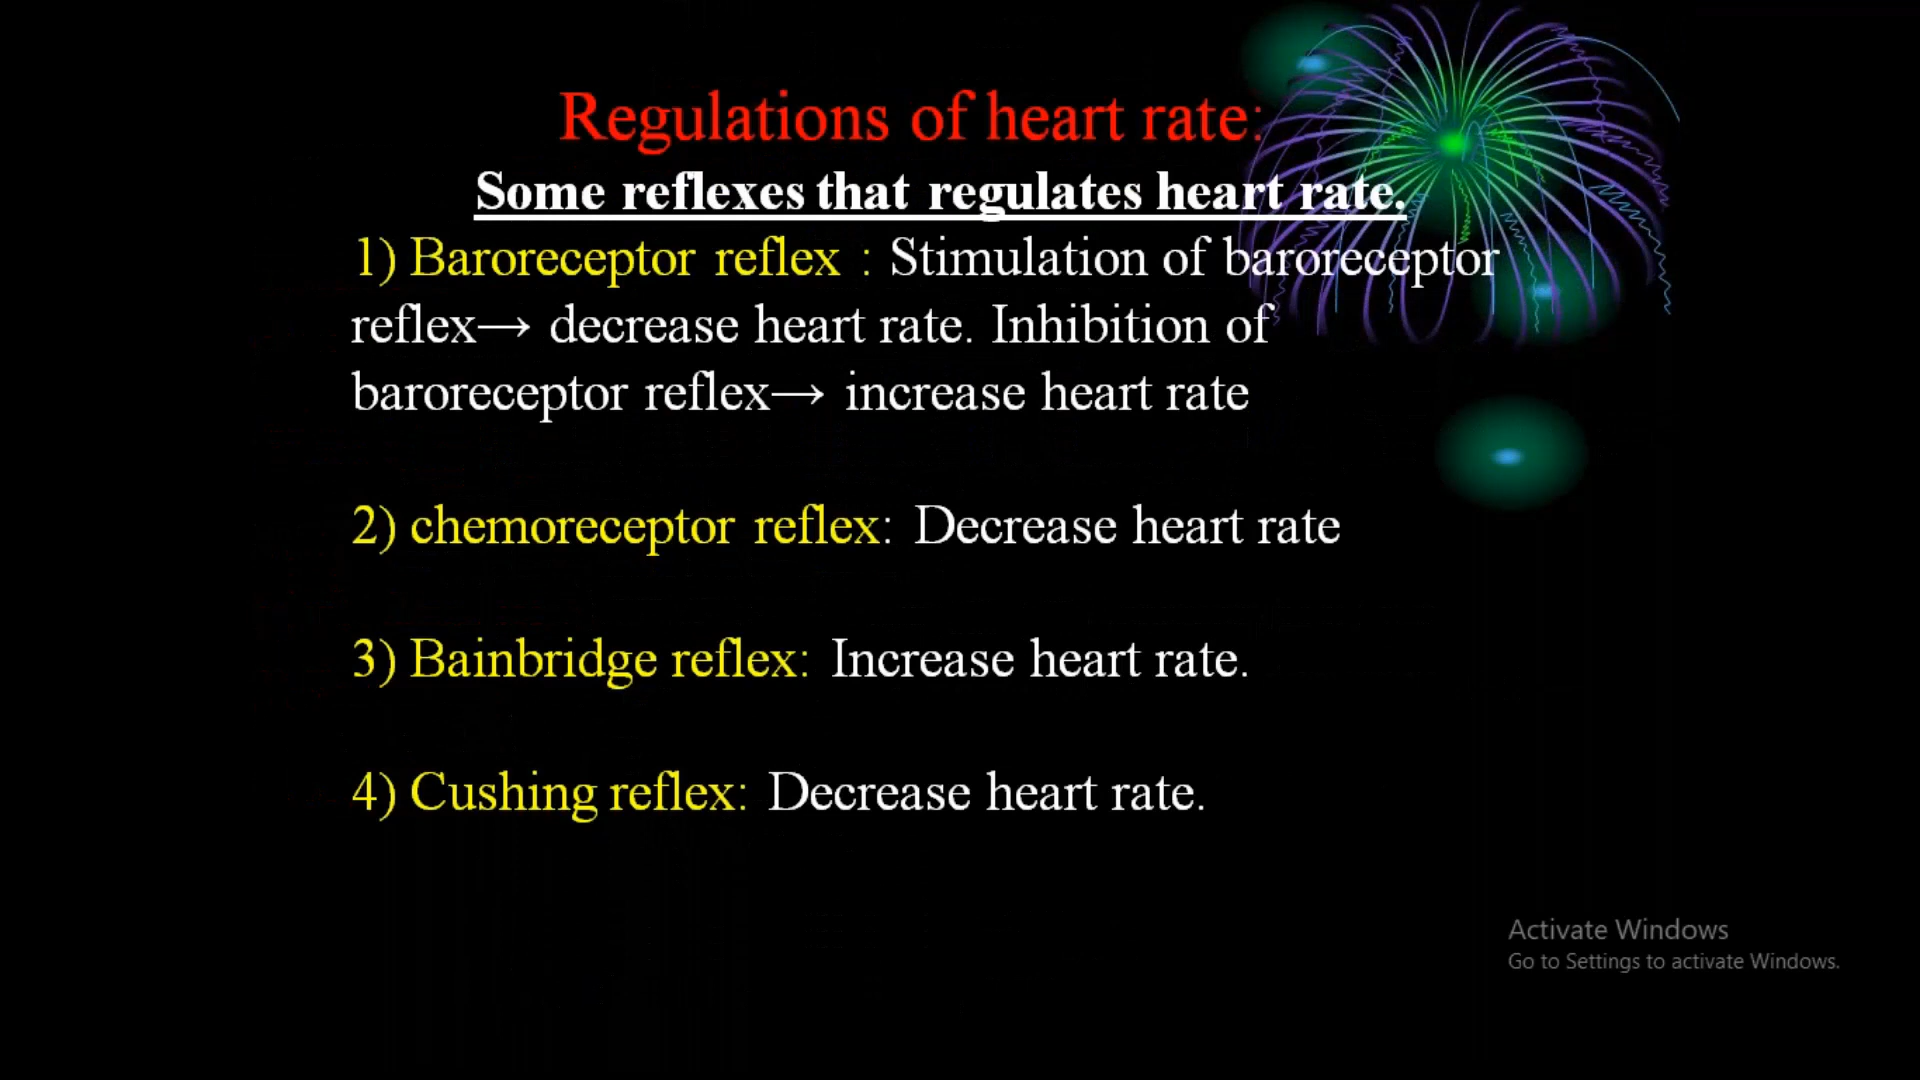 Regulations of heart rate:
Some reflexes that regulates heart rate.
1) Baroreceptor reflex : Stimulation of baroreceptor
reflex→ decrease heart rate. Inhibition of
baroreceptor reflex→ increase heart rate
2) chemoreceptor reflex: Decrease heart rate
3) Bainbridge reflex: Increase heart rate.
4) Cushing reflex: Decrease heart rate.
Activate Windows
Go to Settings to activate Windows.